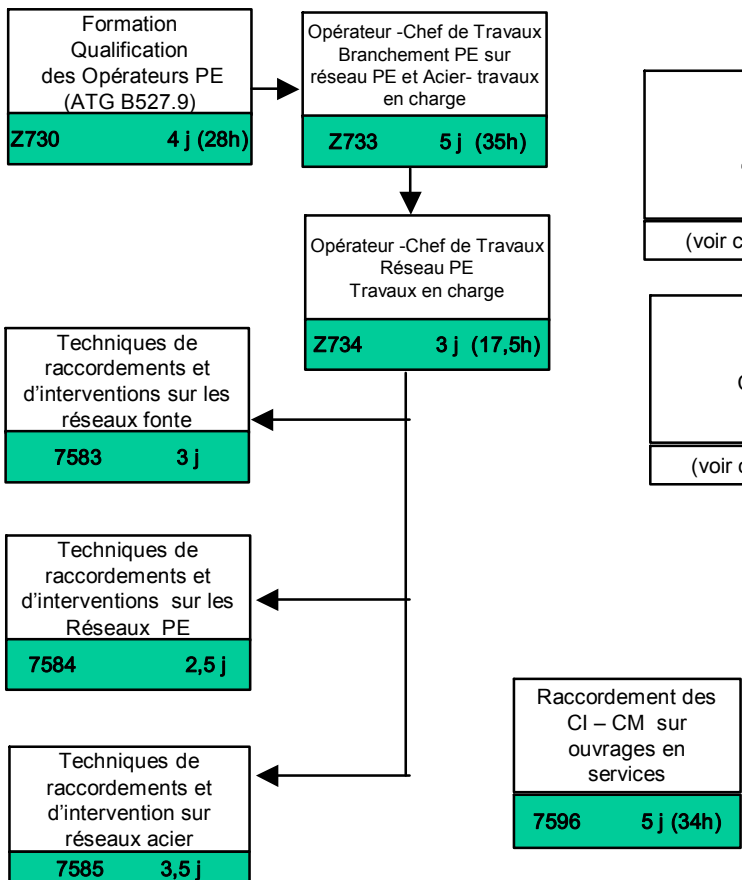 Formation
Qualification
des Opérateurs PE
(ATG B527.9)
Z730 4 j (28h)
Opérateur -Chef de Travaux
Branchement PE sur
réseau PE et Acier- travaux
en charge
Z733 5 j (35h)
Opérateur -Chef de Travaux
Réseau PE
Travaux en charge
Z734 3 j (17,5h)
(voir c
(voir
Techniques de
raccordements et
d'interventions sur les
réseaux fonte
7583 3 j
Techniques de
raccordements et
d'interventions sur les
Réseaux PE
7584 2,5 j
Techniques de
raccordements et
d'intervention sur
réseaux acier
7585 3,5 j
Raccordement des
CI – CM sur
ouvrages en
services
7596 5 j (34h)